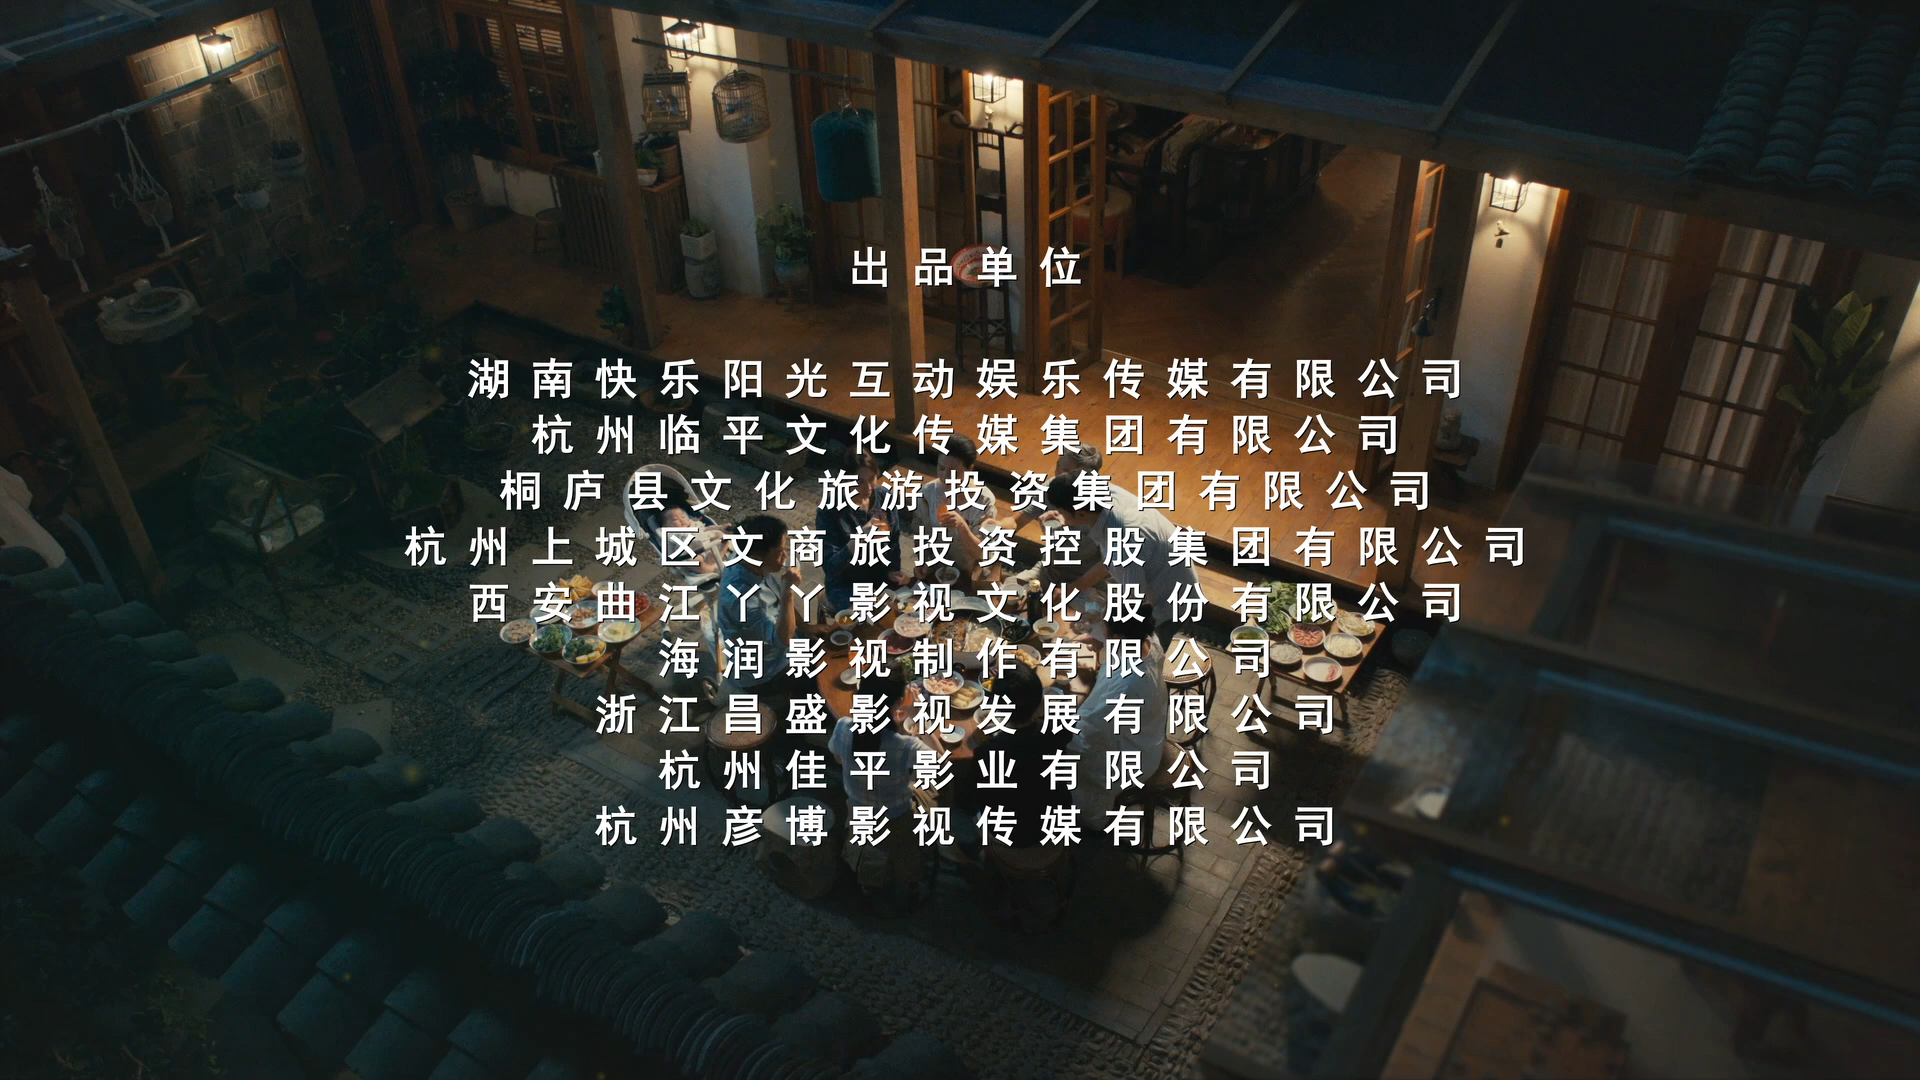 出品单位
湖南快乐阳光互动娱乐传媒有限公司
杭州临平文化传媒集团有限公司
桐庐县文化旅游投资集团有限公司
杭州上城区文商旅投资控股集团有限公司
西安曲江丫丫影视文化股份有限公司
海润影视制作有限公司
浙江昌盛影视发展有限公司
杭州佳平影业有限公司
杭州彦博影视传媒有限公司